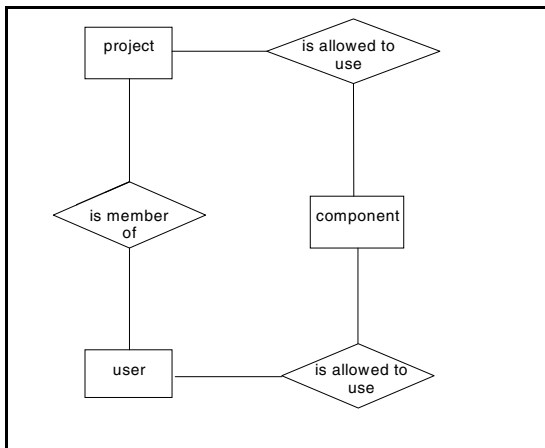 project
is allowed to
use
is member
of
component
user
is allowed to
use